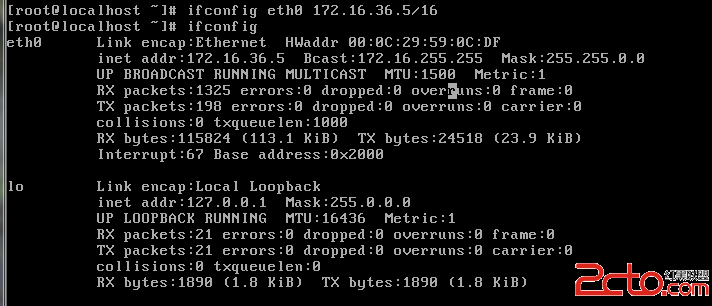 [root@localhost ~]# ifconfig eth0 172.16.36.5/16
[root@localhost ~]# ifconfig
eth0      Link encap:Ethernet  HWaddr 00:0C:29:59:0C:DF
          inet addr:172.16.36.5  Bcast:172.16.255.255  Mask:255.255.0.0
          UP BROADCAST RUNNING MULTICAST  MTU:1500  Metric:1
          RX packets:1325 errors:0 dropped:0 overruns:0 frame:0
          TX packets:198 errors:0 dropped:0 overruns:0 carrier:0
          collisions:0 txqueuelen:1000
          RX bytes:115824 (113.1 KiB)  TX bytes:24518 (23.9 KiB)
          Interrupt:67 Base address:0x2000
lo        Link encap:Local Loopback
          inet addr:127.0.0.1  Mask:255.0.0.0
          UP LOOPBACK RUNNING  MTU:16436  Metric:1
          RX packets:21 errors:0 dropped:0 overruns:0 frame:0
          TX packets:21 errors:0 dropped:0 overruns:0 carrier:0
          collisions:0 txqueuelen:0
          RX bytes:1890 (1.8 KiB)  TX bytes:1890 (1.8 KiB)
2cto
.com